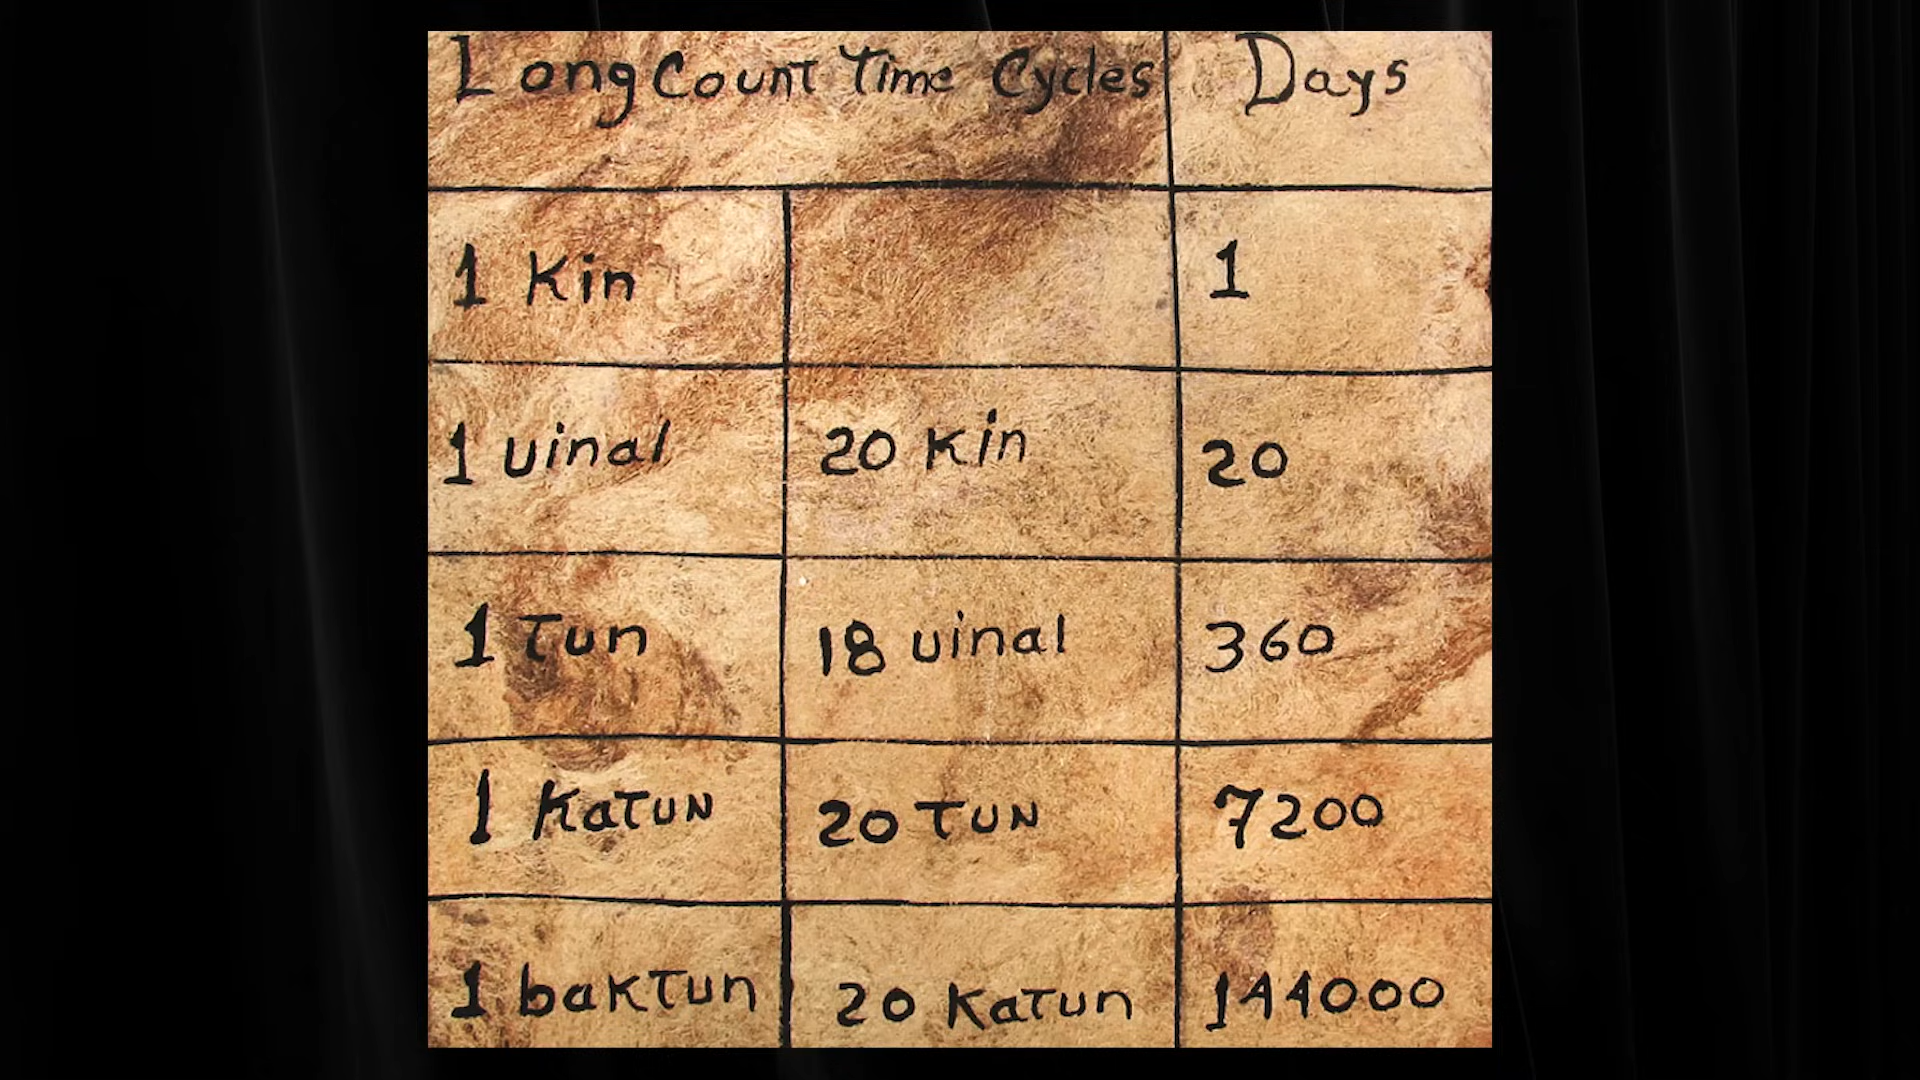 Long Count Time Cycles Days
1 Kin 1
1 uinal 20 Kin 20
1 Tun 18 uinal 360
1 Katun 20 Tun 7200
1 baktun 20 Katun 144000